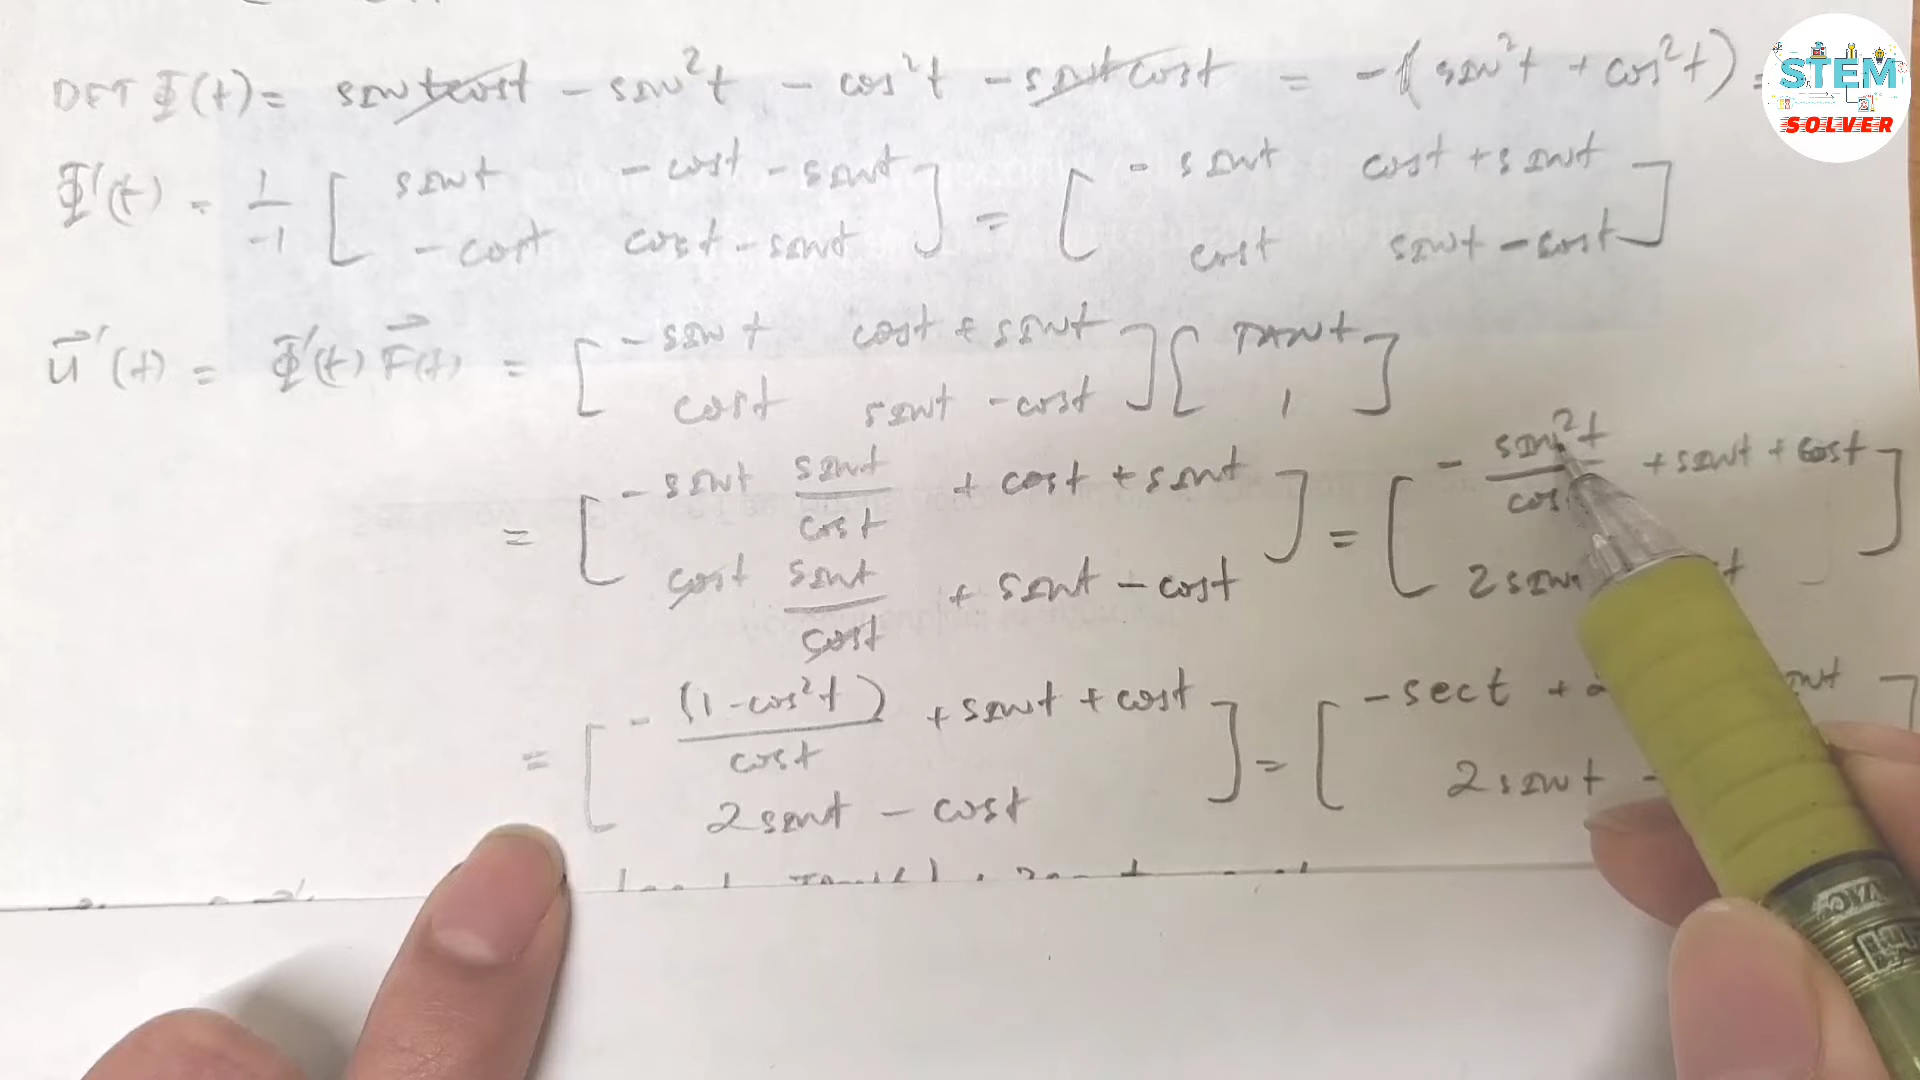 DET Φ(t) = sint cost - sin²t - cos²t - sint cost = -(sin²t + cos²t) =
STEM
SOLVER
Φ⁻¹(t) = 1/-1 [ sint -cost - sint ; -cost cost - sint ] = [ -sint cost + sint ; cost sint - cost ]
u⃗'(t) = Φ⁻¹(t) F⃗(t) = [ -sint cost + sint ; cost sint - cost ] [ TANt ; 1 ]
= [ -sint sint/cost + cost + sint ; cost sint/cost + sint - cost ] = [ - sin²t/cos + sint + cost ; 2sin t ]
= [ - (1-cos²t)/cost + sint + cost ; 2sint - cost ] = [ -sect + ; 2sint - ]